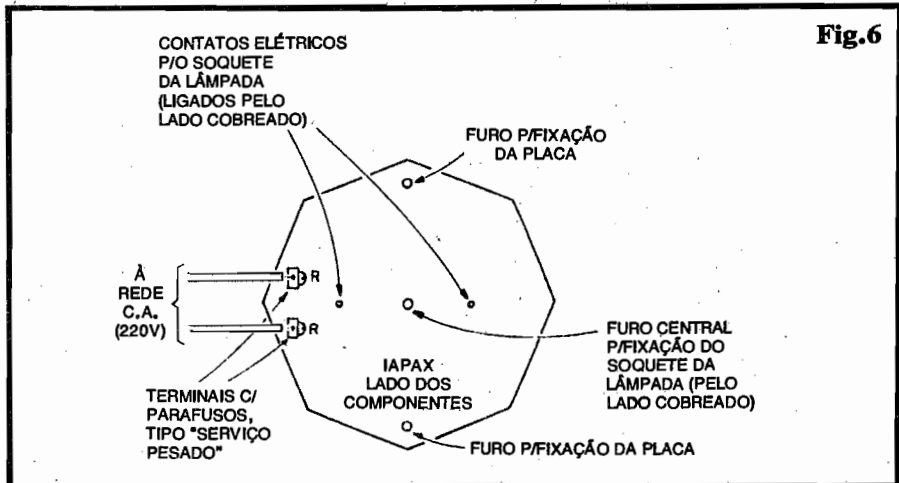 Fig.6
CONTATOS ELÉTRICOS
P/O SOQUETE
DA LÂMPADA
(LIGADOS PELO
LADO COBREADO)
FURO P/FIXAÇÃO
DA PLACA
À
REDE
C.A.
(220V)
R
R
FURO CENTRAL
P/FIXAÇÃO DO
SOQUETE DA
LÂMPADA (PELO
LADO COBREADO)
IAPAX
LADO DOS
COMPONENTES
TERMINAIS C/
PARAFUSOS,
TIPO "SERVIÇO
PESADO"
FURO P/FIXAÇÃO DA PLACA